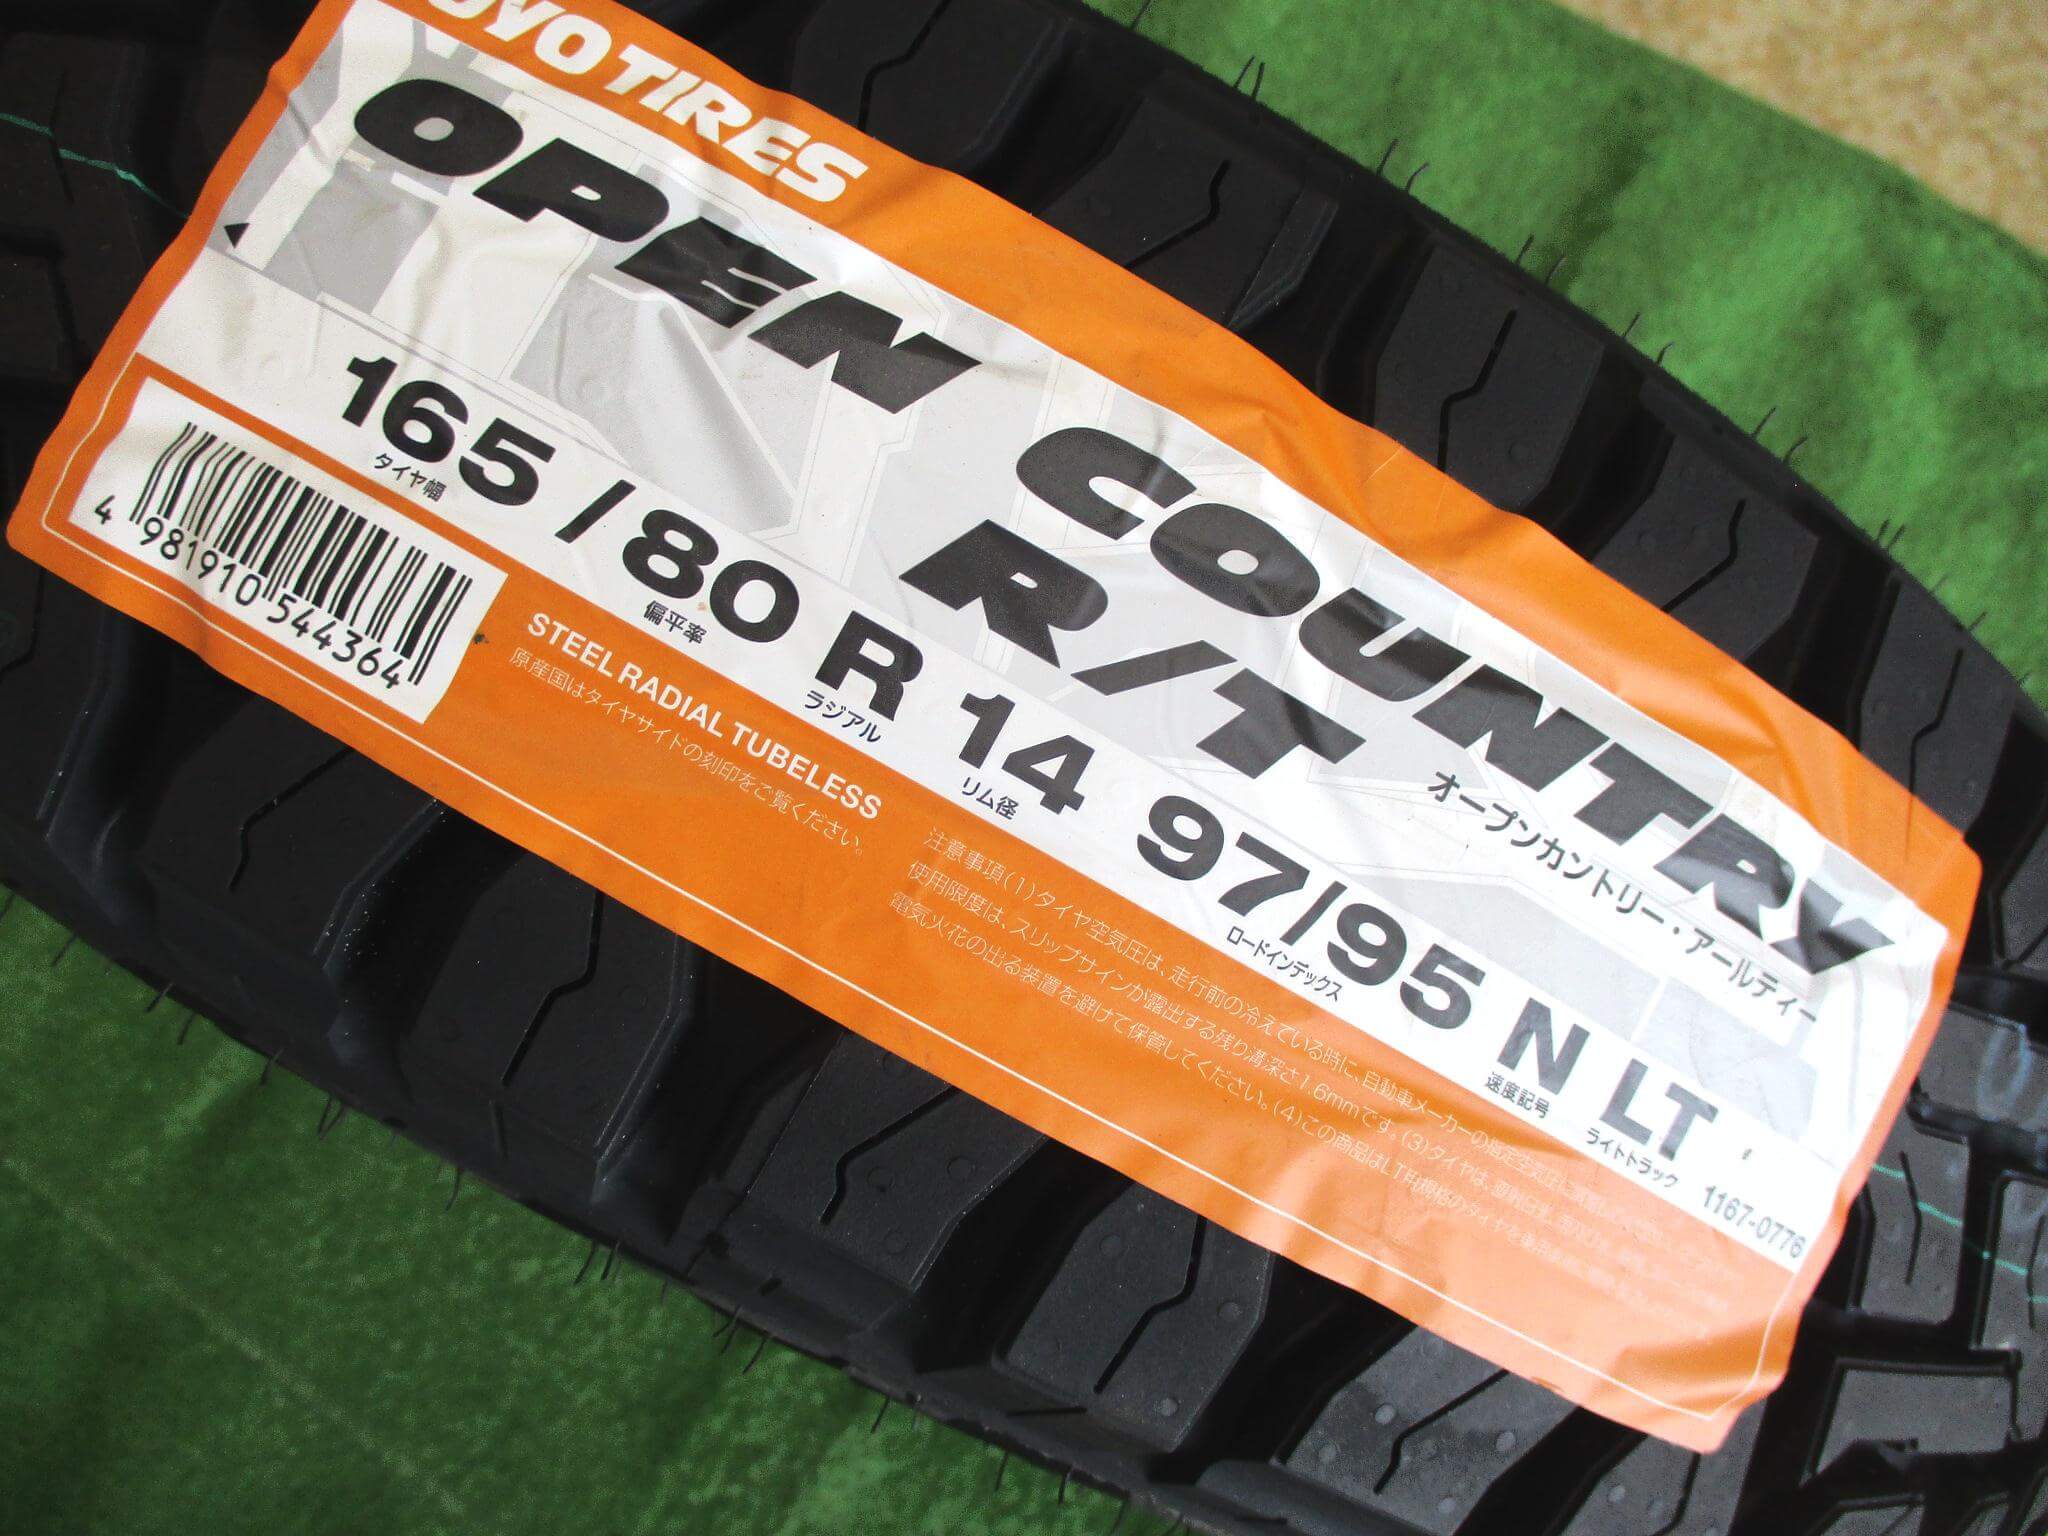 OYO TIRES
OPEN COUNTRY
R/T
オープンカントリー・アールティー
165 / 80 R 14 97/95 N LT
タイヤ幅 偏平率 ラジアル リム径 ロードインデックス 速度記号 ライトトラック
1167-0776
4 981910 544364
STEEL RADIAL TUBELESS
原産国はタイヤサイドの刻印をご覧ください。
注意事項(1)タイヤ空気圧は、走行前の冷えている時に、自動車メーカーの指定空気圧に
使用限度は、スリップサインが露出する残り溝深さ1.6mmです。(3)タイヤは、直射日光、
電気火花の出る装置を避けて保管してください。(4)この商品はLT用規格のタイヤ